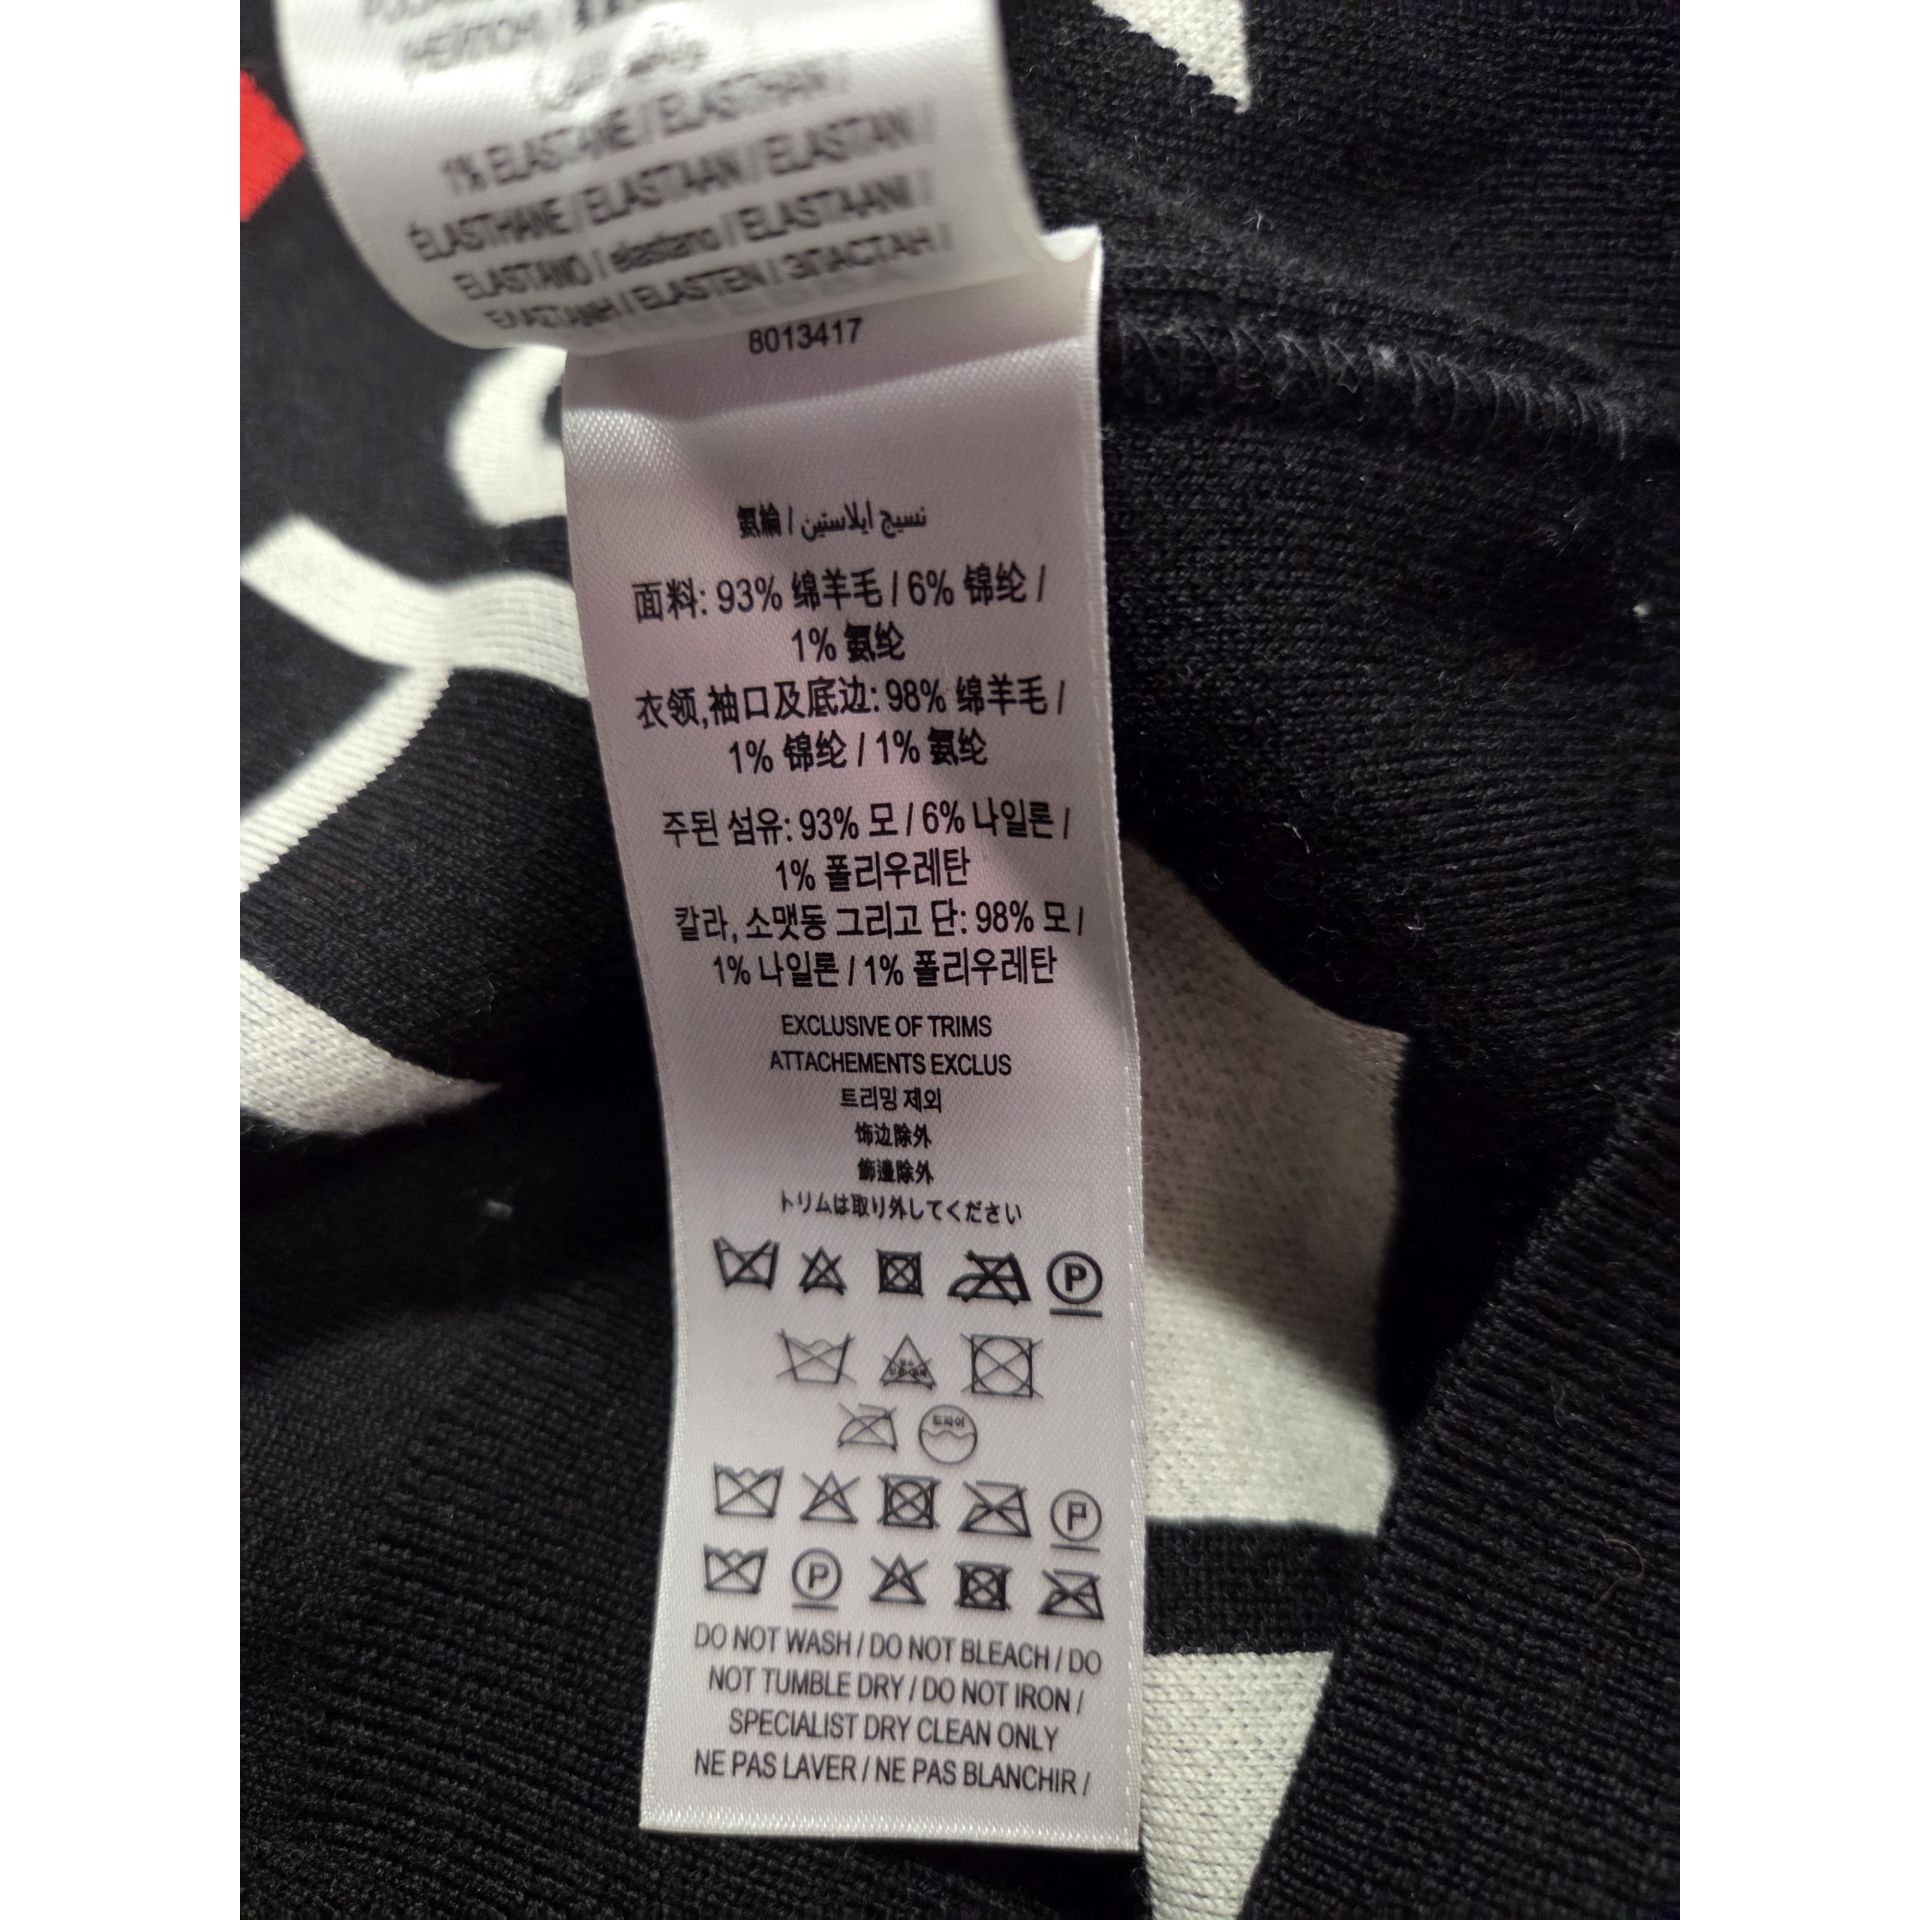 1% ELASTANE / ELASTHAN /
ÉLASTHANE / ELASTAAN / ELASTAN /
ELASTANO / elastano / ELASTAANI /
ΕΛΑΣΤΑΝΗ / ELASTEN / ЭЛАСТАН /
8013417
氨綸 / نسيج ايلاستين
面料: 93% 绵羊毛 / 6% 锦纶 /
1% 氨纶
衣领,袖口及底边: 98% 绵羊毛 /
1% 锦纶 / 1% 氨纶
주된 섬유: 93% 모 / 6% 나일론 /
1% 폴리우레탄
칼라, 소맷동 그리고 단: 98% 모 /
1% 나일론 / 1% 폴리우레탄
EXCLUSIVE OF TRIMS
ATTACHEMENTS EXCLUS
트리밍 제외
饰边除外
飾邊除外
トリムは取り外してください
P
드라이
P
P
DO NOT WASH / DO NOT BLEACH / DO
NOT TUMBLE DRY / DO NOT IRON /
SPECIALIST DRY CLEAN ONLY
NE PAS LAVER / NE PAS BLANCHIR /